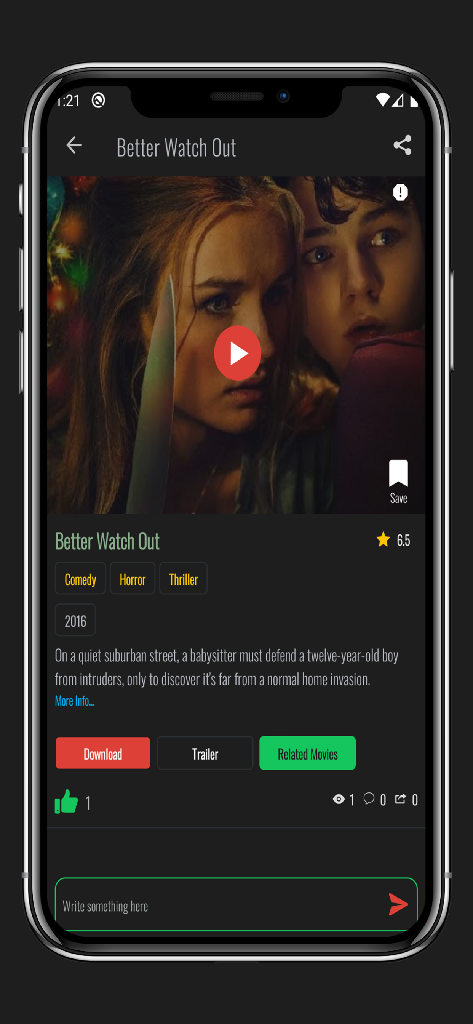 1:21
Better Watch Out
Save
Better Watch Out
6.5
Comedy Horror Thriller
2016
On a quiet suburban street, a babysitter must defend a twelve-year-old boy
from intruders, only to discover it's far from a normal home invasion.
More Info...
Download Trailer Related Movies
1 1 0 0
Write something here